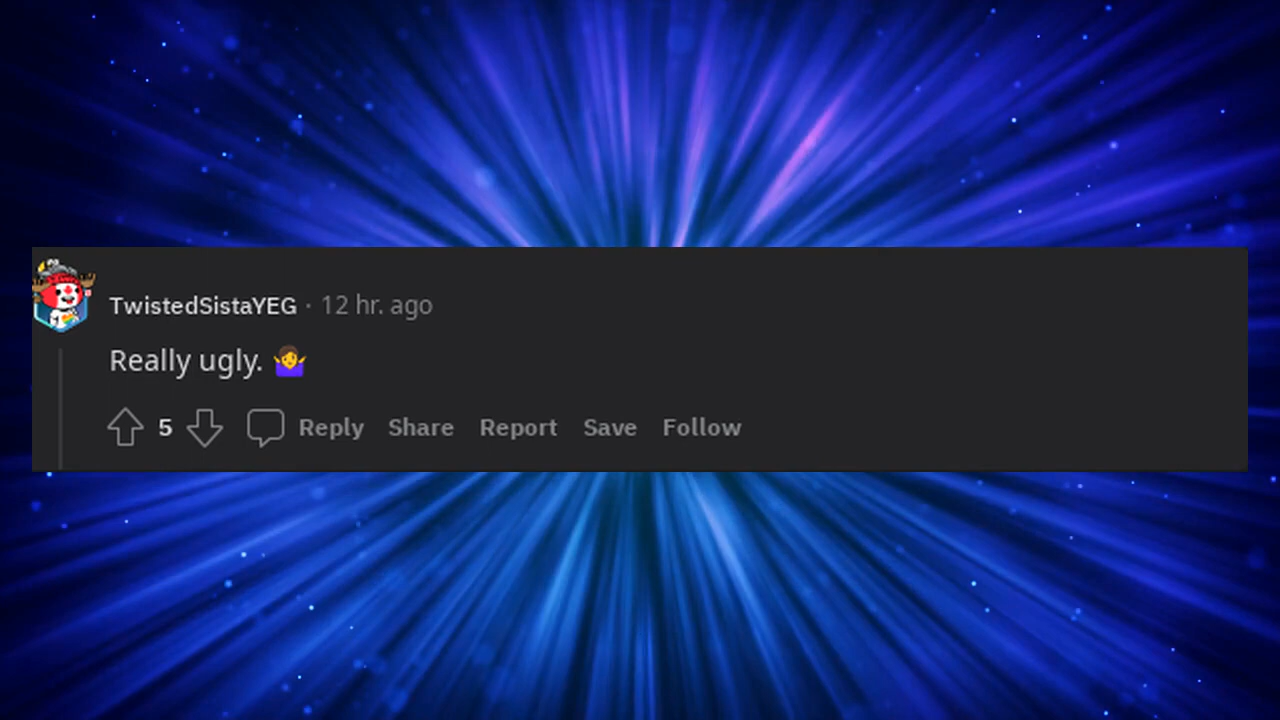 TwistedSistaYEG · 12 hr. ago
Really ugly. 🤷
5 Reply Share Report Save Follow